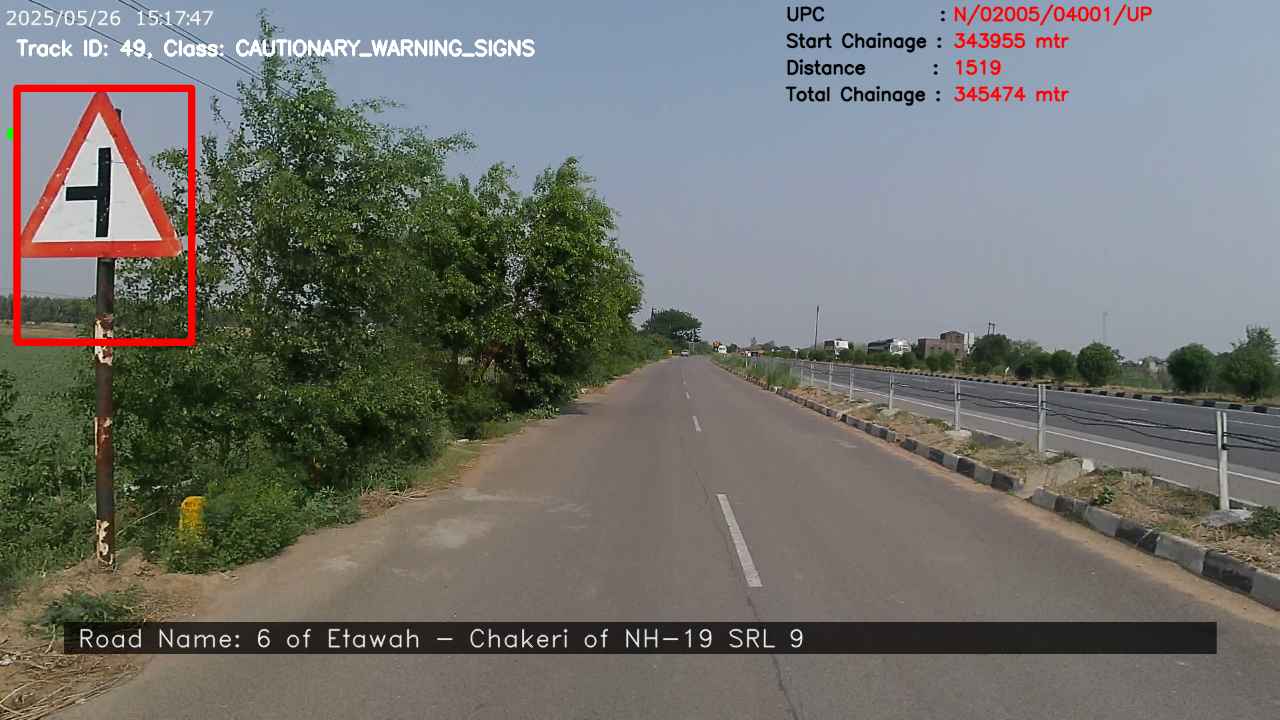 2025/05/26 15:17:47
Track ID: 49, Class: CAUTIONARY_WARNING_SIGNS
UPC : N/02005/04001/UP
Start Chainage : 343955 mtr
Distance : 1519
Total Chainage : 345474 mtr
Road Name: 6 of Etawah - Chakeri of NH-19 SRL 9